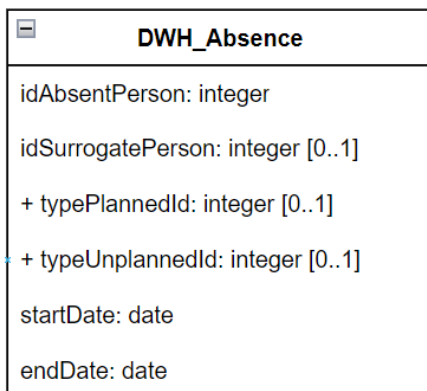 DWH_Absence
idAbsentPerson: integer
idSurrogatePerson: integer [0..1]
+ typePlannedId: integer [0..1]
+ typeUnplannedId: integer [0..1]
startDate: date
endDate: date